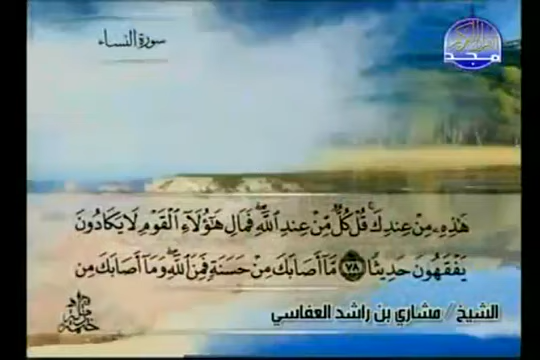 سورة النساء
مجد
هَٰذِهِۦ مِنْ عِندِكَ ۚ قُلْ كُلٌّ مِّنْ عِندِ ٱللَّهِ ۖ فَمَالِ هَٰٓؤُلَآءِ ٱلْقَوْمِ لَا يَكَادُونَ
يَفْقَهُونَ حَدِيثًا ٧٨ مَّآ أَصَابَكَ مِنْ حَسَنَةٍ فَمِنَ ٱللَّهِ ۖ وَمَآ أَصَابَكَ مِن
الشيخ / مشاري بن راشد العفاسي